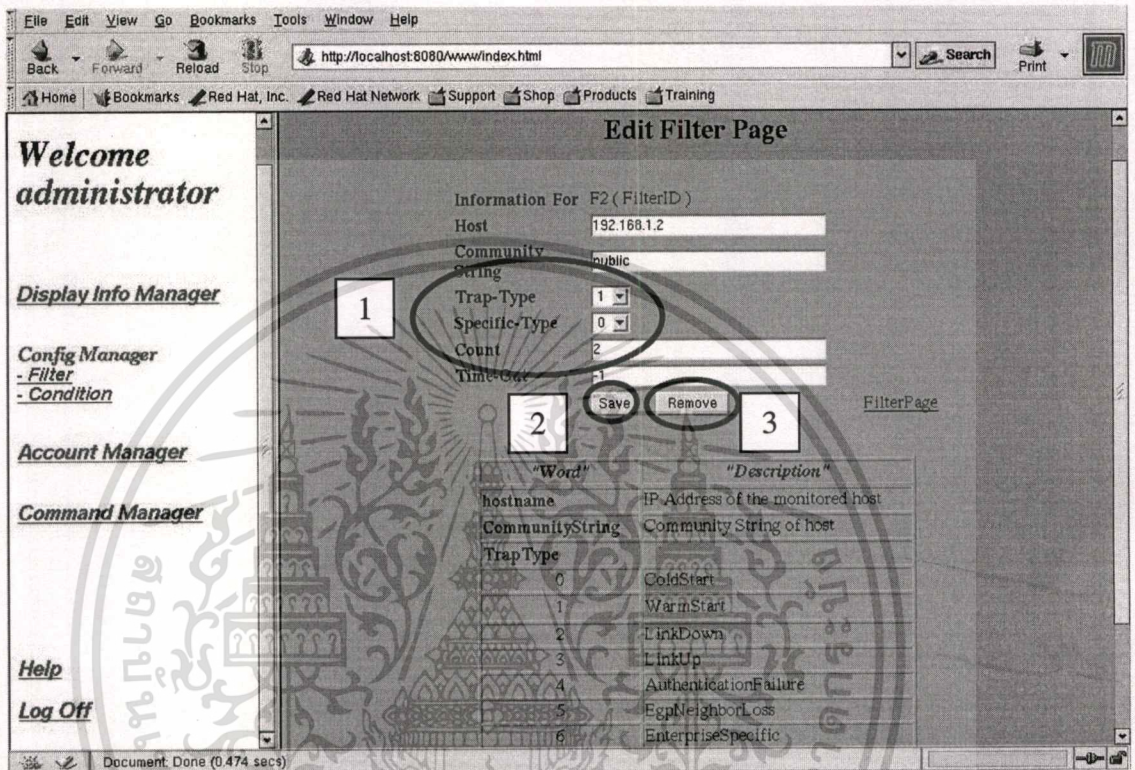 File Edit View Go Bookmarks Tools Window Help
Back Forward Reload Stop http://localhost:8080/www/index.html Search Print
Home Bookmarks Red Hat, Inc. Red Hat Network Support Shop Products Training
Welcome
administrator
Display Info Manager
Config Manager
- Filter
- Condition
Account Manager
Command Manager
Help
Log Off
Edit Filter Page
Information For F2 ( FilterID )
Host 192.168.1.2
Community
String public
Trap-Type 1
1
Specific-Type 0
Count 2
Time-Out -1
Save Remove FilterPage
2 3
"Word" "Description"
hostname IP Address of the monitored host
CommunityString Community String of host
TrapType
0 ColdStart
1 WarmStart
2 LinkDown
3 LinkUp
4 AuthenticationFailure
5 EgpNeighborLoss
6 EnterpriseSpecific
Document: Done (0.474 secs)